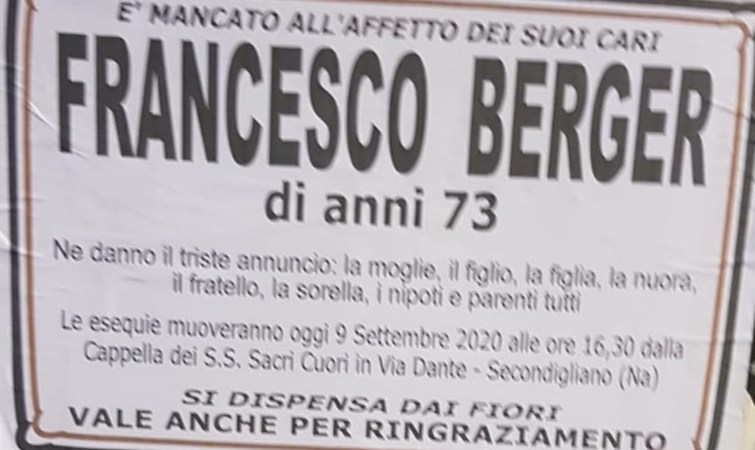 E' MANCATO ALL'AFFETTO DEI SUOI CARI
FRANCESCO BERGER
di anni 73
Ne danno il triste annuncio: la moglie, il figlio, la figlia, la nuora,
il fratello, la sorella, i nipoti e parenti tutti
Le esequie muoveranno oggi 9 Settembre 2020 alle ore 16,30 dalla
Cappella dei S.S. Sacri Cuori in Via Dante - Secondigliano (Na)
SI DISPENSA DAI FIORI
VALE ANCHE PER RINGRAZIAMENTO